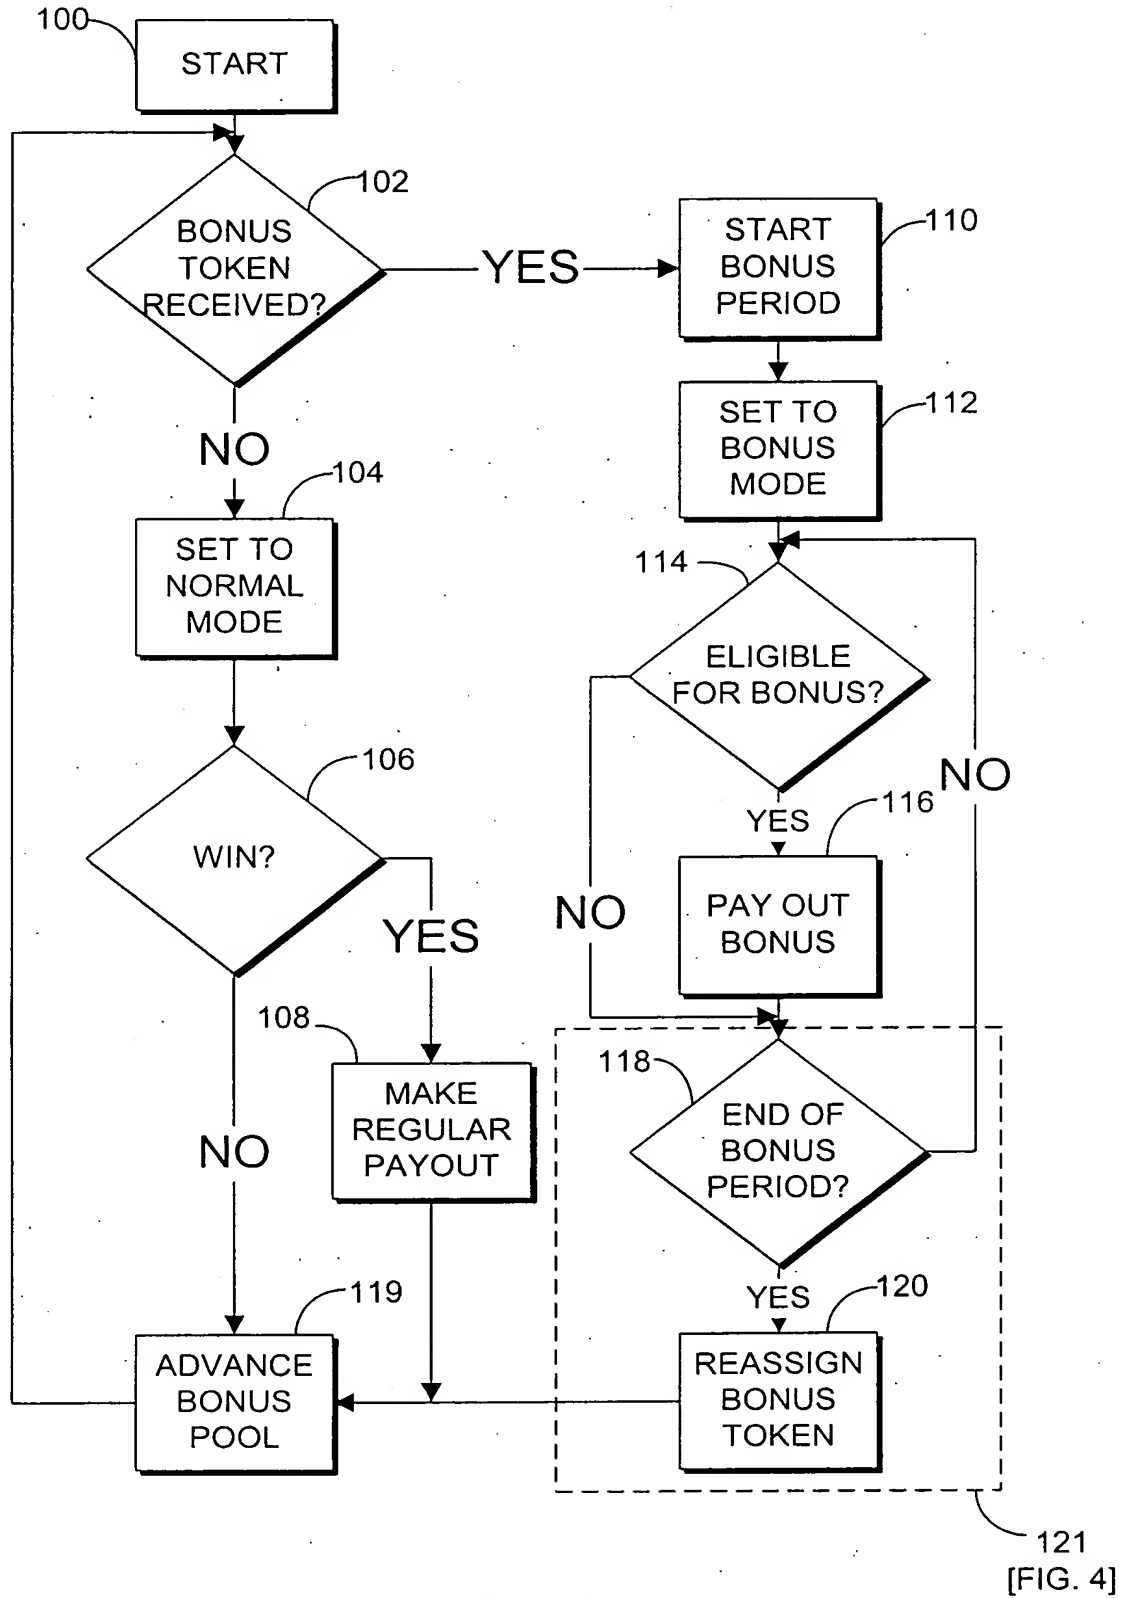 100
START
102
BONUS
TOKEN
RECEIVED?
YES
110
START
BONUS
PERIOD
NO
112
SET TO
BONUS
MODE
104
SET TO
NORMAL
MODE
114
ELIGIBLE
FOR BONUS?
NO
106
WIN?
YES
116
YES
PAY OUT
BONUS
NO
108
MAKE
REGULAR
PAYOUT
NO
118
END OF
BONUS
PERIOD?
YES
120
119
ADVANCE
BONUS
POOL
REASSIGN
BONUS
TOKEN
121
[FIG. 4]